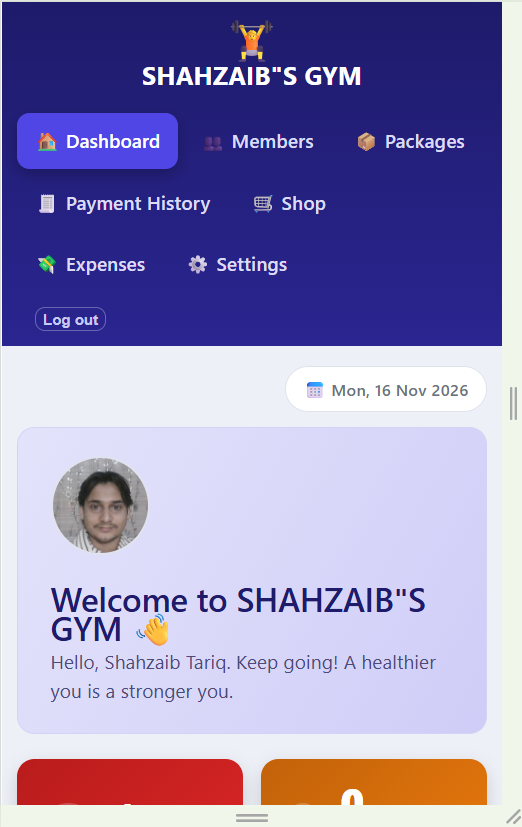 SHAHZAIB"S GYM
Dashboard
Members
Packages
Payment History
Shop
Expenses
Settings
Log out
Mon, 16 Nov 2026
Welcome to SHAHZAIB"S
GYM
Hello, Shahzaib Tariq. Keep going! A healthier
you is a stronger you.